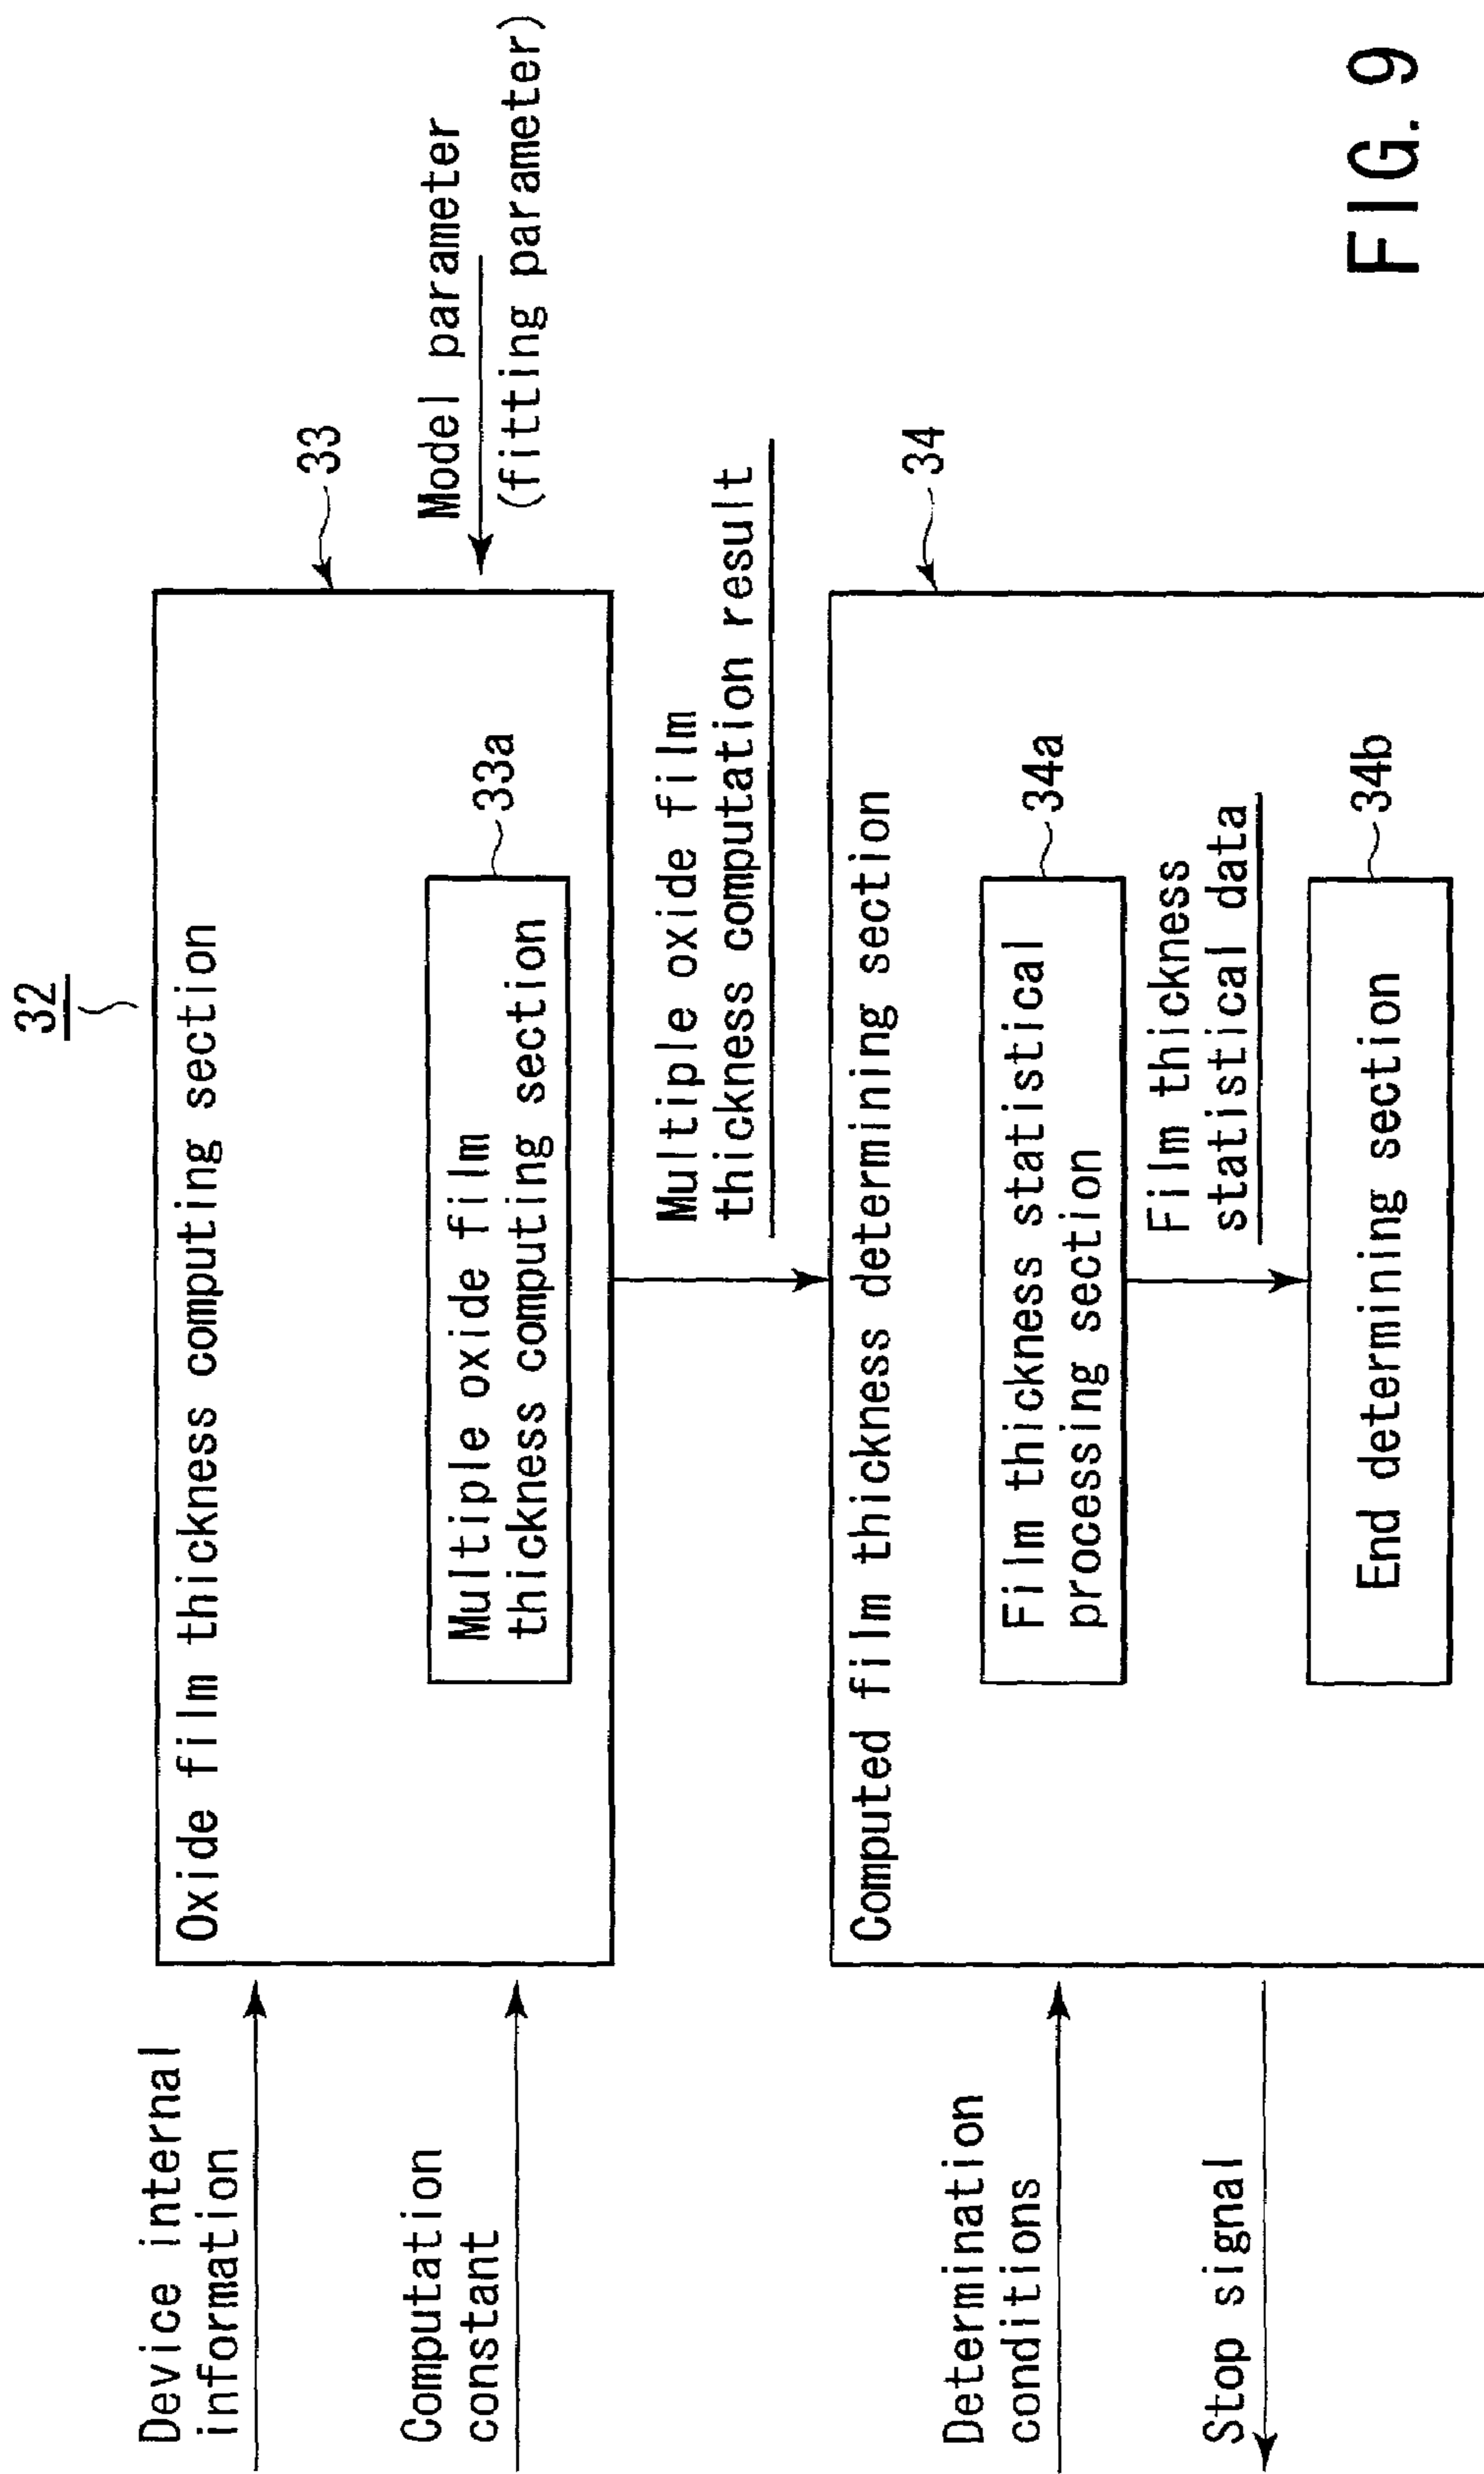 32
Device internal
information
Oxide film thickness computing section
33
Computation
constant
Multiple oxide film
thickness computing section
33a
Model parameter
(fitting parameter)
Multiple oxide film
thickness computation result
Computed film thickness determining section
34
Determination
conditions
Film thickness statistical
processing section
34a
Stop signal
Film thickness
statistical data
End determining section
34b
FIG. 9